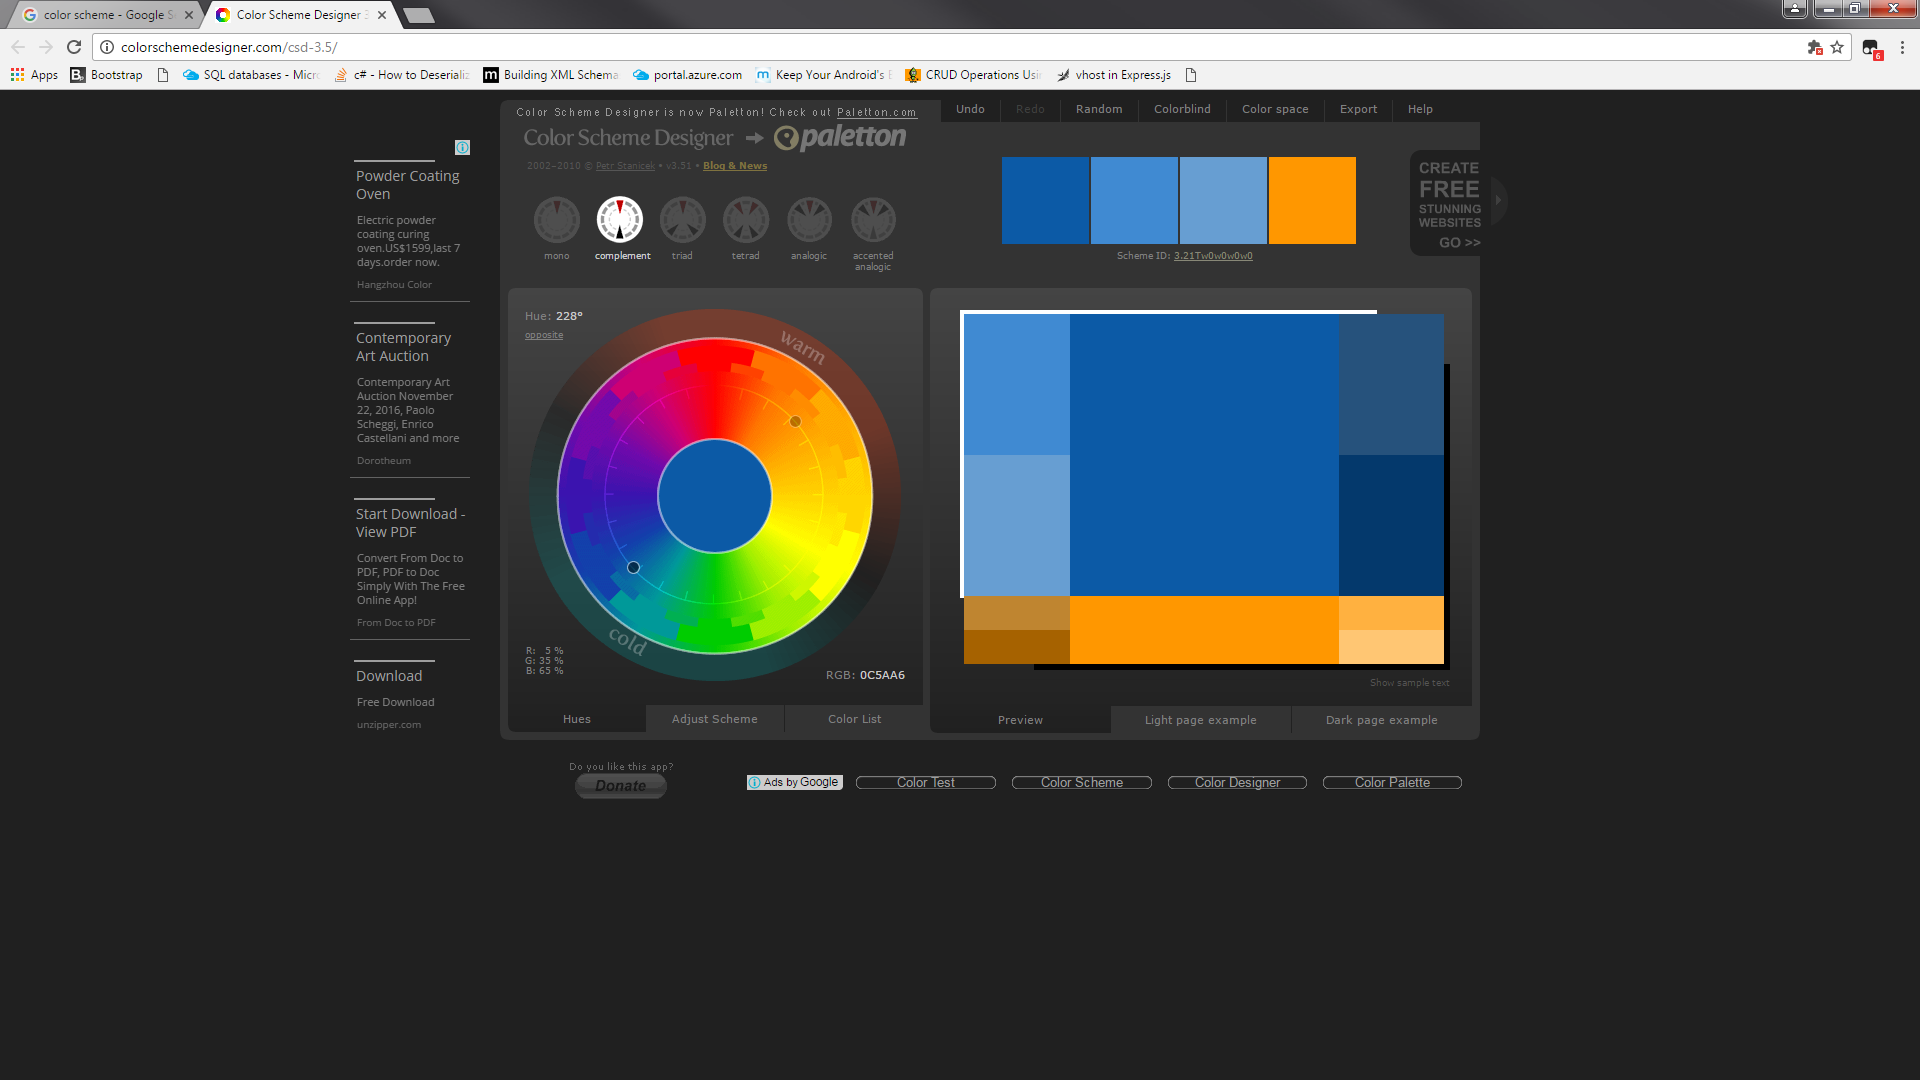 color scheme - Google S
Color Scheme Designer 3
colorschemedesigner.com/csd-3.5/
6
Apps
Bootstrap
SQL databases - Micro
c# - How to Deserializ
Building XML Schema
portal.azure.com
Keep Your Android's E
CRUD Operations Usi
vhost in Express.js
Color Scheme Designer is now Paletton! Check out Paletton.com
Undo
Redo
Random
Colorblind
Color space
Export
Help
Color Scheme Designer
paletton
2002–2010 © Petr Stanicek • v3.51 • Blog & News
mono
complement
triad
tetrad
analogic
accented
analogic
Scheme ID: 3.21Tw0w0w0w0
CREATE
FREE
STUNNING
WEBSITES
GO >>
Powder Coating
Oven
Electric powder
coating curing
oven.US$1599,last 7
days.order now.
Hangzhou Color
Contemporary
Art Auction
Contemporary Art
Auction November
22, 2016, Paolo
Scheggi, Enrico
Castellani and more
Dorotheum
Start Download -
View PDF
Convert From Doc to
PDF, PDF to Doc
Simply With The Free
Online App!
From Doc to PDF
Download
Free Download
unzipper.com
Hue: 228°
opposite
warm
cold
R: 5 %
G: 35 %
B: 65 %
RGB: 0C5AA6
Hues
Adjust Scheme
Color List
Show sample text
Preview
Light page example
Dark page example
Do you like this app?
Donate
Ads by Google
Color Test
Color Scheme
Color Designer
Color Palette